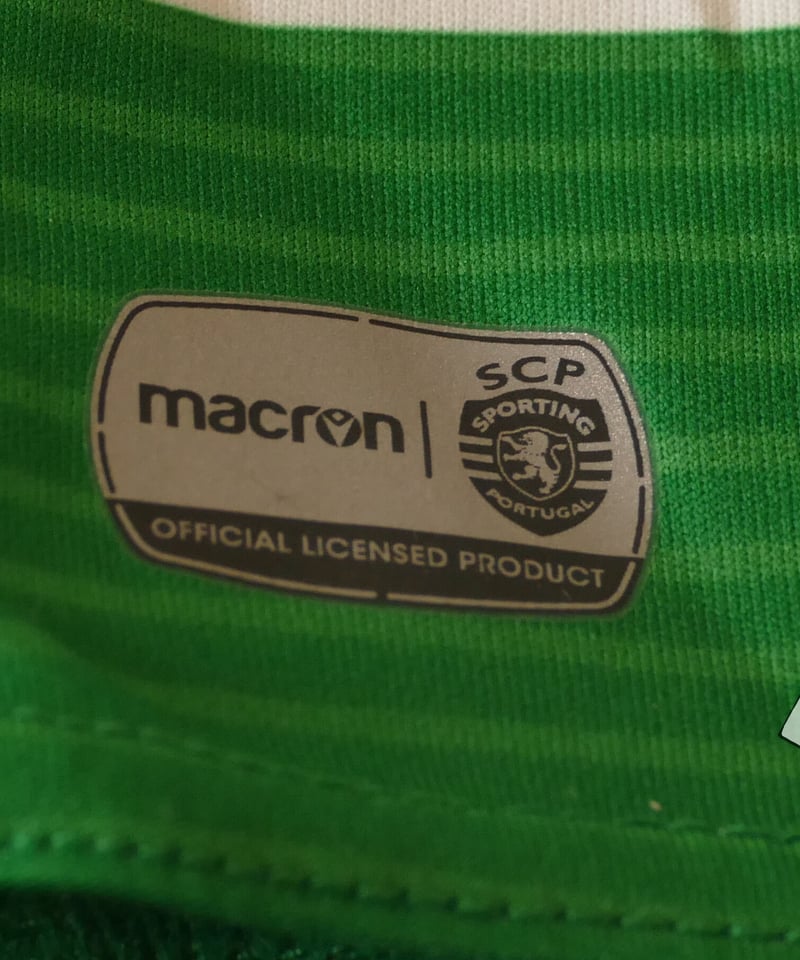 macron
SCP
SPORTING
PORTUGAL
OFFICIAL LICENSED PRODUCT